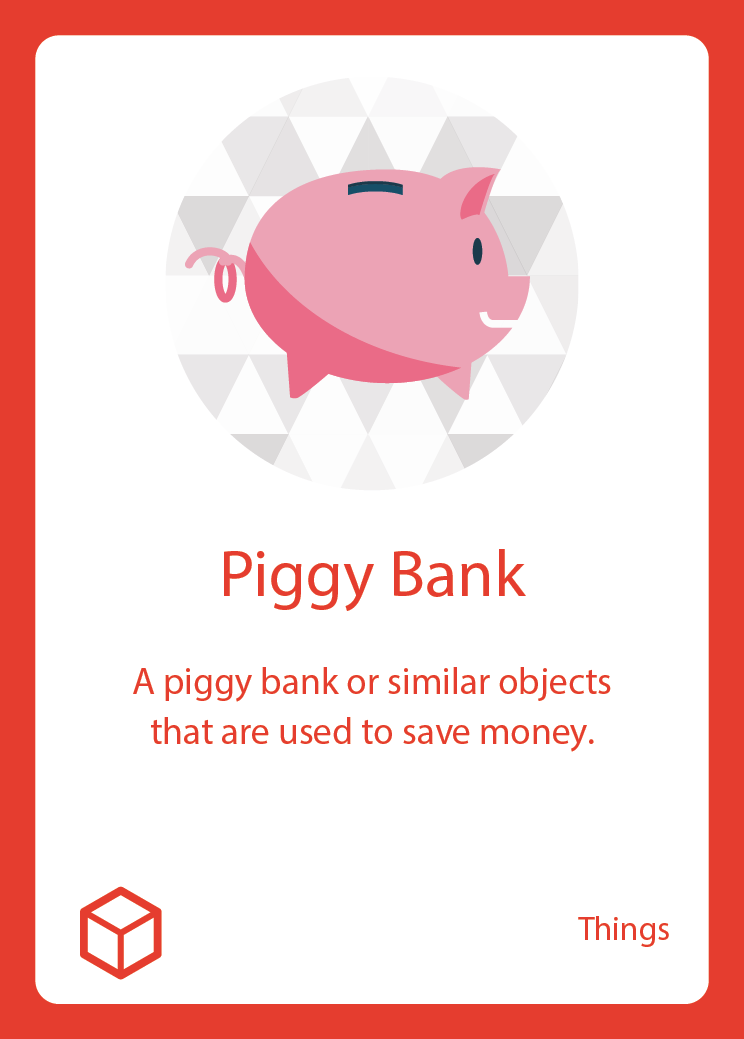 Piggy Bank
A piggy bank or similar objects
that are used to save money.
Things